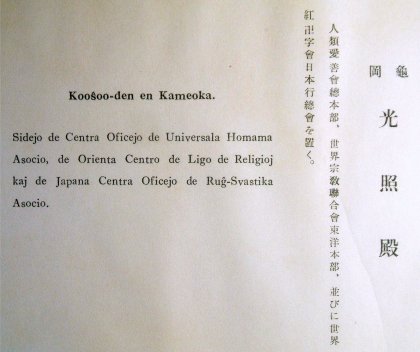 Kooŝoo-den en Kameoka.
Sidejo de Centra Oficejo de Universala Homama
Asocio, de Orienta Centro de Ligo de Religioj
kaj de Japana Centra Oficejo de Ruĝ-Svastika
Asocio.
龜岡
光照殿
人類愛善會總本部、世界宗敎聯合會東洋本部、並びに世界
紅卍字會日本行總會を置く。